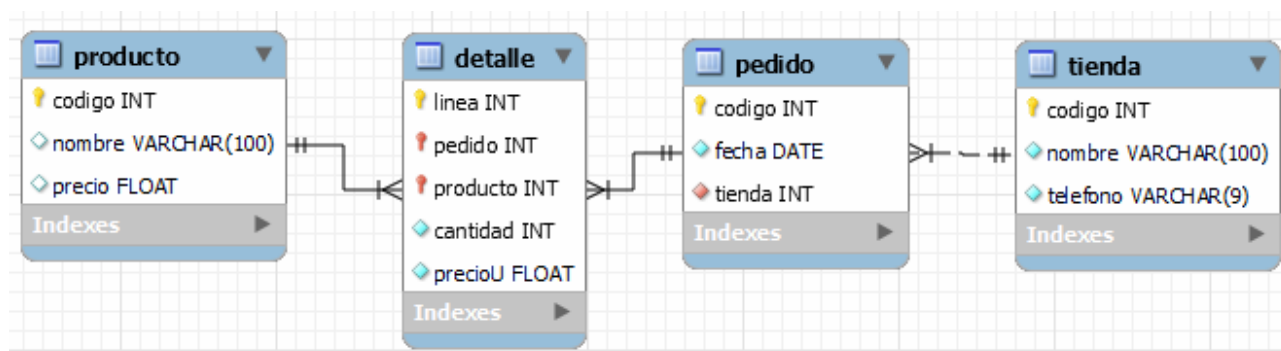 producto
codigo INT
nombre VARCHAR(100)
precio FLOAT
Indexes
detalle
linea INT
pedido INT
producto INT
cantidad INT
precioU FLOAT
Indexes
pedido
codigo INT
fecha DATE
tienda INT
Indexes
tienda
codigo INT
nombre VARCHAR(100)
telefono VARCHAR(9)
Indexes